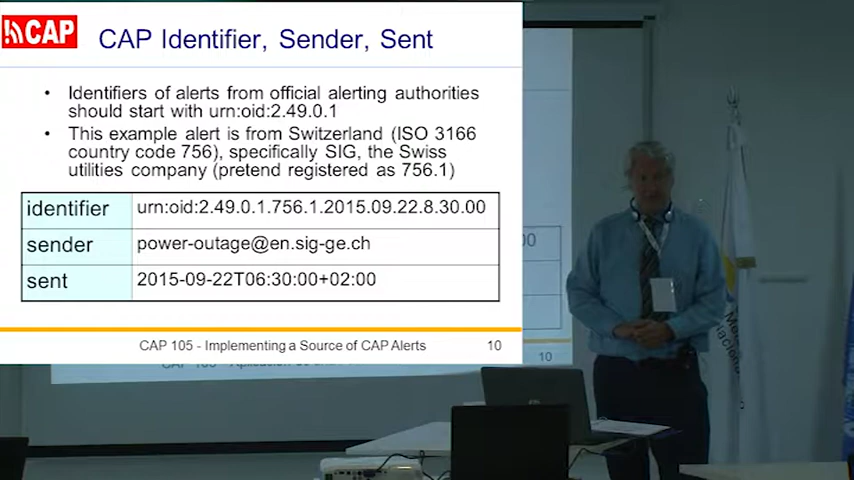 CAP
CAP Identifier, Sender, Sent
• Identifiers of alerts from official alerting authorities
should start with urn:oid:2.49.0.1
• This example alert is from Switzerland (ISO 3166
country code 756), specifically SIG, the Swiss
utilities company (pretend registered as 756.1)
identifier urn:oid:2.49.0.1.756.1.2015.09.22.8.30.00
sender power-outage@en.sig-ge.ch
sent 2015-09-22T06:30:00+02:00
CAP 105 - Implementing a Source of CAP Alerts 10
00
10